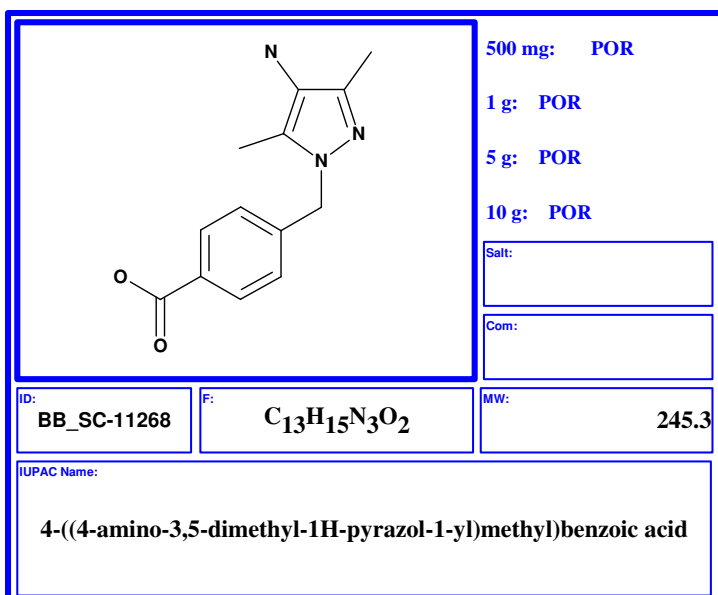 N
N
N
O
O
500 mg: POR
1 g: POR
5 g: POR
10 g: POR
Salt:
Com:
ID:
BB_SC-11268
F:
C13H15N3O2
MW:
245.3
IUPAC Name:
4-((4-amino-3,5-dimethyl-1H-pyrazol-1-yl)methyl)benzoic acid